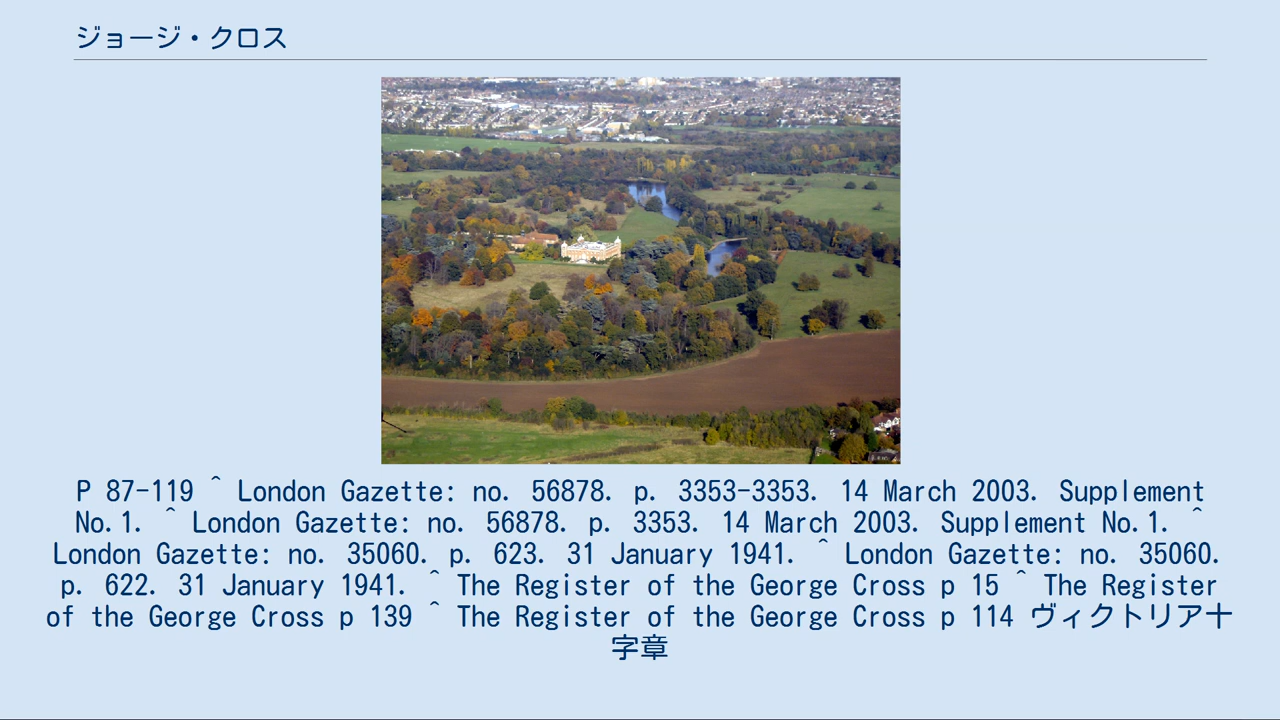 ジョージ・クロス
P 87-119 ^ London Gazette: no. 56878. p. 3353-3353. 14 March 2003. Supplement
No.1. ^ London Gazette: no. 56878. p. 3353. 14 March 2003. Supplement No.1. ^
London Gazette: no. 35060. p. 623. 31 January 1941. ^ London Gazette: no. 35060.
p. 622. 31 January 1941. ^ The Register of the George Cross p 15 ^ The Register
of the George Cross p 139 ^ The Register of the George Cross p 114 ヴィクトリア十
字章